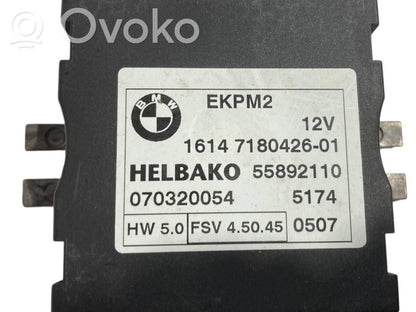 Ovoko
BMW
EKPM2
12V
1614 7180426-01
HELBAKO 55892110
070320054 5174
HW 5.0 FSV 4.50.45 0507